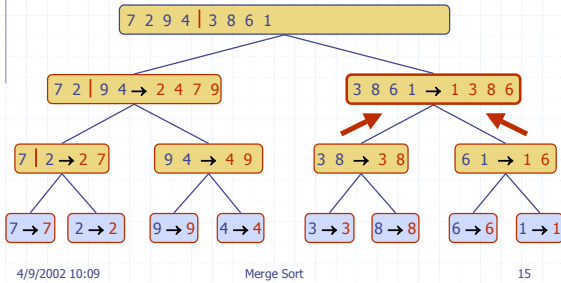 7 2 9 4 | 3 8 6 1
7 2 | 9 4 → 2 4 7 9
3 8 6 1 → 1 3 8 6
7 | 2 → 2 7
9 4 → 4 9
3 8 → 3 8
6 1 → 1 6
7 → 7
2 → 2
9 → 9
4 → 4
3 → 3
8 → 8
6 → 6
1 → 1
4/9/2002 10:09
Merge Sort
15